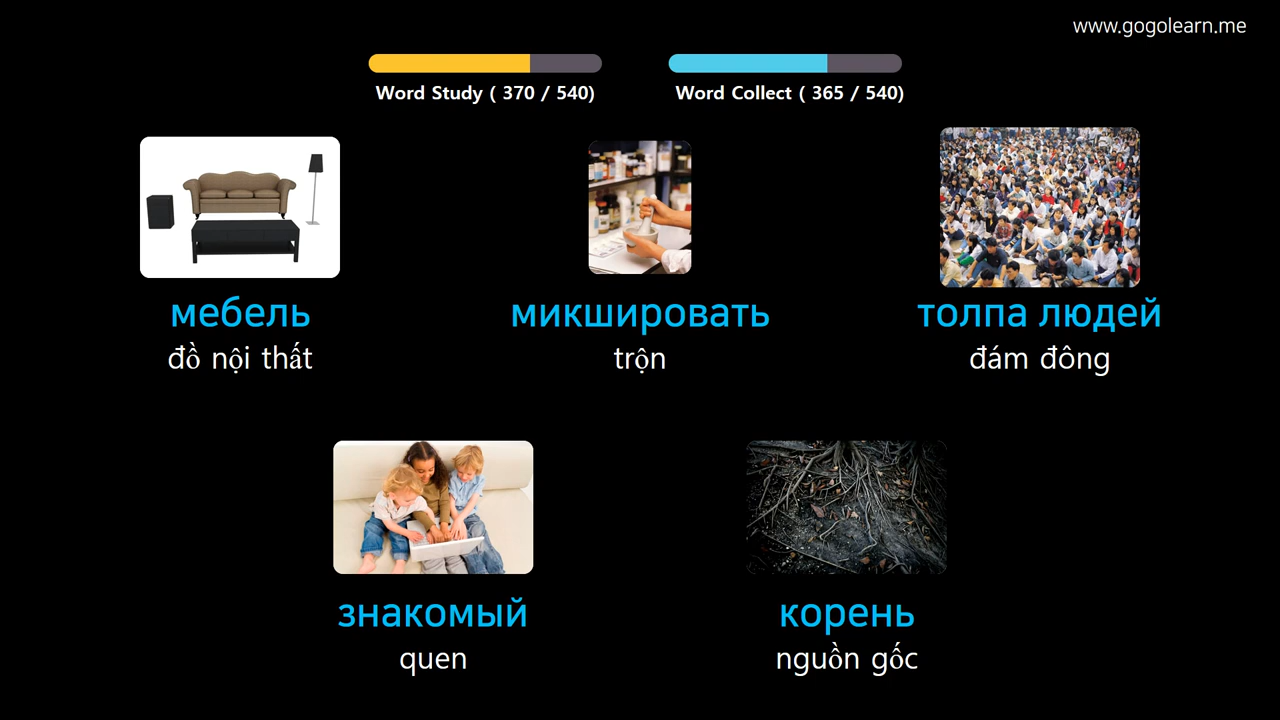 www.gogolearn.me
Word Study ( 370 / 540)
Word Collect ( 365 / 540)
мебель
đồ nội thất
микшировать
trộn
толпа людей
đám đông
знакомый
quen
корень
nguồn gốc